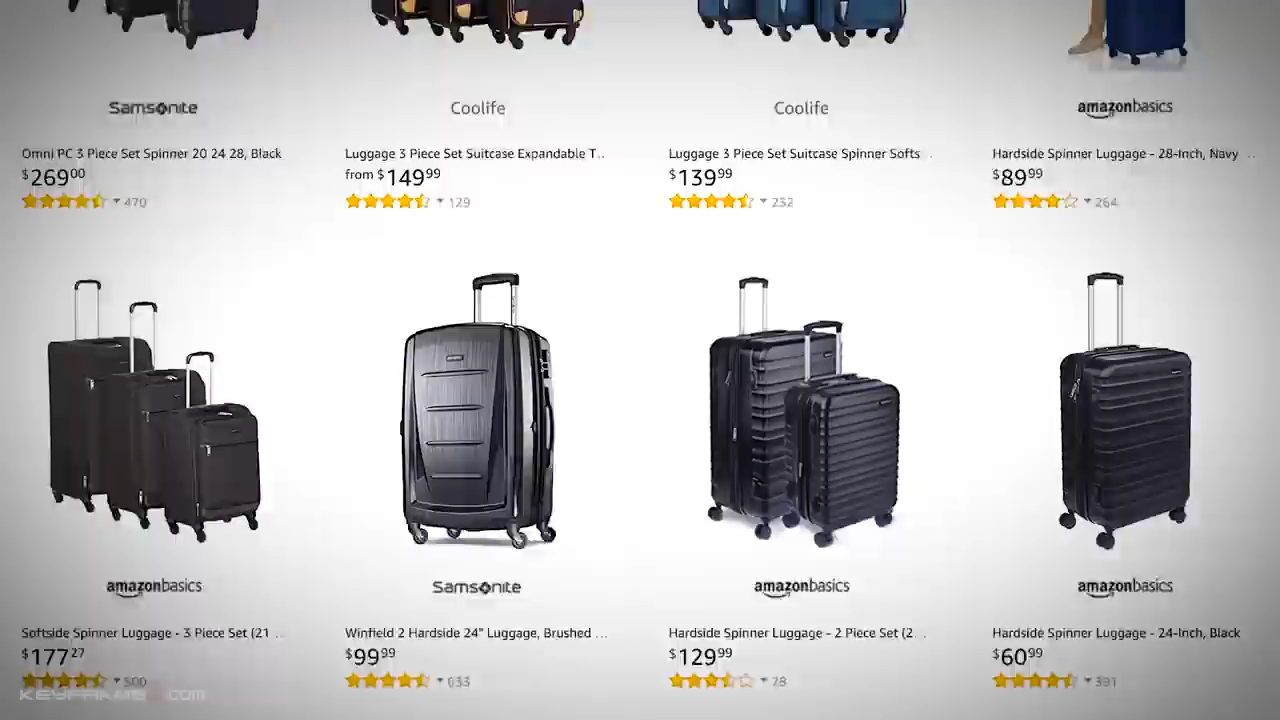 Samsonite
Coolife
Coolife
amazonbasics
Omni PC 3 Piece Set Spinner 20 24 28, Black
Luggage 3 Piece Set Suitcase Expandable T...
Luggage 3 Piece Set Suitcase Spinner Softs...
Hardside Spinner Luggage - 28-Inch, Navy ...
$269.00
from $149.99
$139.99
$89.99
470
129
232
264
amazonbasics
Samsonite
amazonbasics
amazonbasics
Softside Spinner Luggage - 3 Piece Set (21 ...
Winfield 2 Hardside 24" Luggage, Brushed ...
Hardside Spinner Luggage - 2 Piece Set (2...
Hardside Spinner Luggage - 24-Inch, Black
$177.27
$99.99
$129.99
$60.99
500
633
78
391